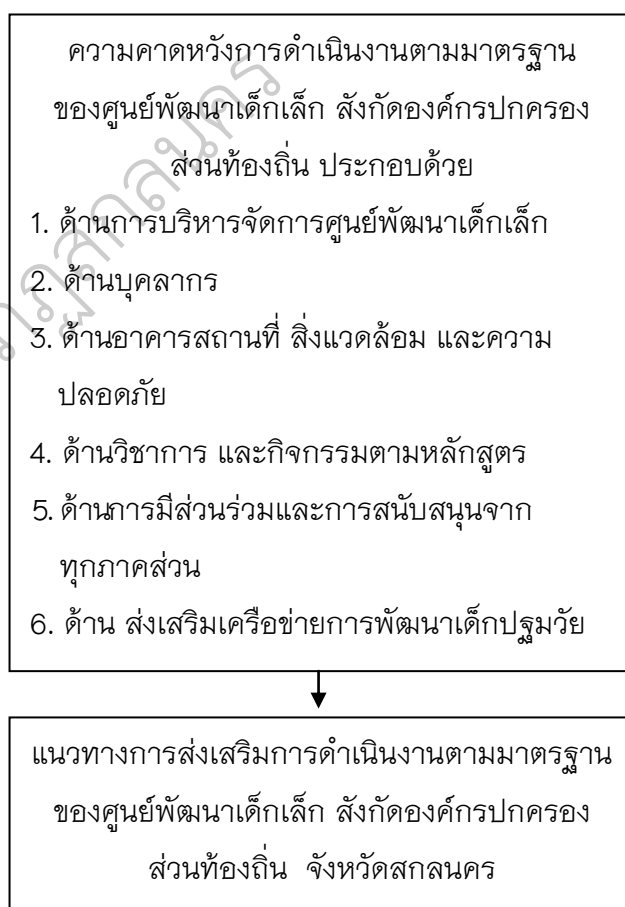 ความคาดหวังการดำเนินงานตามมาตรฐาน
ของศูนย์พัฒนาเด็กเล็ก สังกัดองค์กรปกครอง
ส่วนท้องถิ่น ประกอบด้วย
1. ด้านการบริหารจัดการศูนย์พัฒนาเด็กเล็ก
2. ด้านบุคลากร
3. ด้านอาคารสถานที่ สิ่งแวดล้อม และความ
ปลอดภัย
4. ด้านวิชาการ และกิจกรรมตามหลักสูตร
5. ด้านการมีส่วนร่วมและการสนับสนุนจาก
ทุกภาคส่วน
6. ด้าน ส่งเสริมเครือข่ายการพัฒนาเด็กปฐมวัย
แนวทางการส่งเสริมการดำเนินงานตามมาตรฐาน
ของศูนย์พัฒนาเด็กเล็ก สังกัดองค์กรปกครอง
ส่วนท้องถิ่น จังหวัดสกลนคร